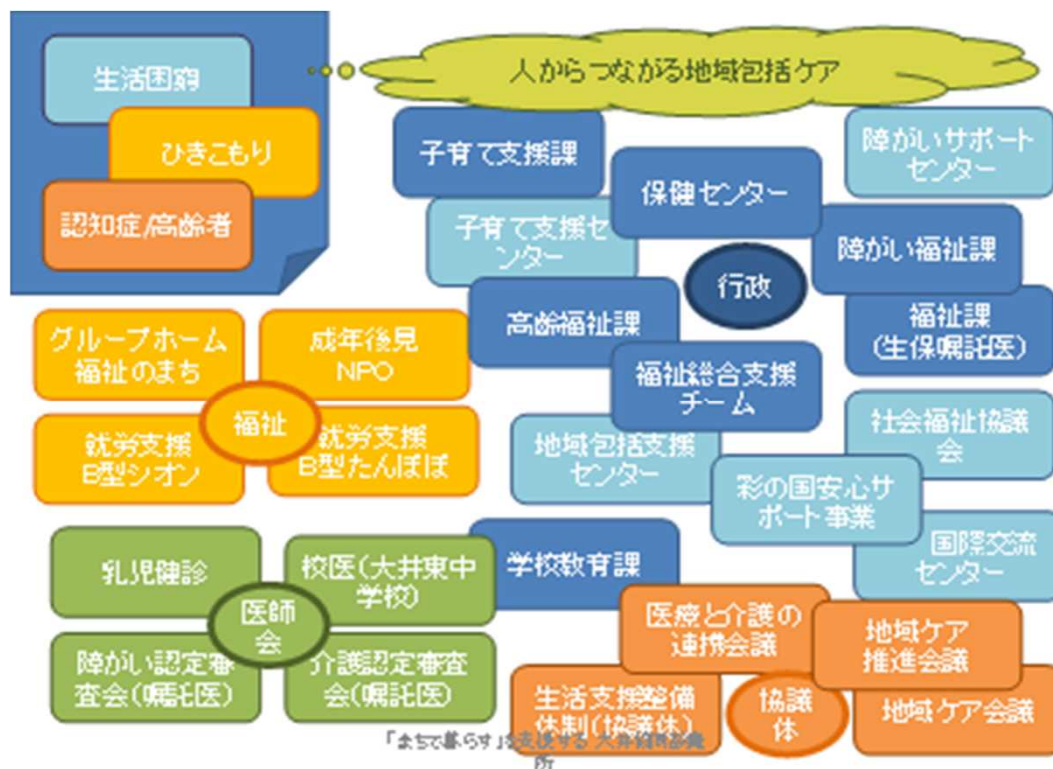 生活困窮
ひきこもり
認知症/高齢者
人からつながる地域包括ケア
子育て支援課
保健センター
障がいサポート
センター
子育て支援セ
ンター
行政
障がい福祉課
高齢福祉課
福祉課
(生保嘱託医)
福祉総合支援
チーム
地域包括支援
センター
社会福祉協議
会
彩の国安心サ
ポート事業
国際交流
センター
学校教育課
グループホーム
福祉のまち
成年後見
NPO
福祉
就労支援
B型シオン
就労支援
B型たんぽぽ
乳児健診
校医(大井東中
学校)
医師
会
障がい認定審
査会(嘱託医)
介護認定審査
会(嘱託医)
医療と介護の
連携会議
地域ケア
推進会議
生活支援整備
体制(協議体)
協議
体
地域ケア会議
「まちで暮らす」を支援する 大井
所